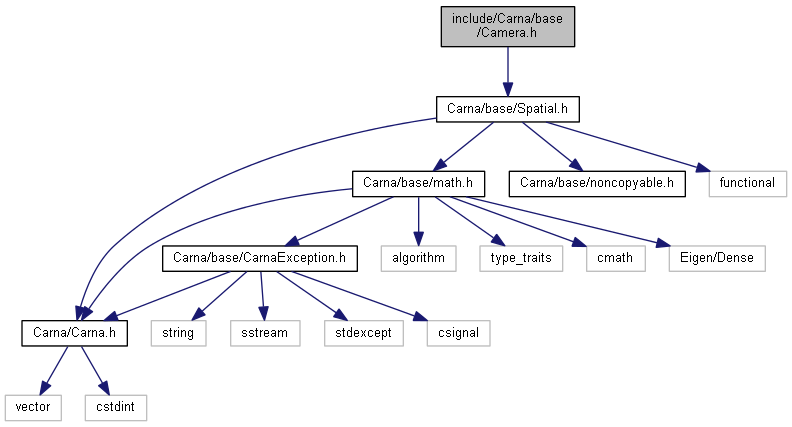 include/Carna/base
/Camera.h
Carna/base/Spatial.h
Carna/base/math.h
Carna/base/noncopyable.h
functional
Carna/base/CarnaException.h
algorithm
type_traits
cmath
Eigen/Dense
Carna/Carna.h
string
sstream
stdexcept
csignal
vector
cstdint